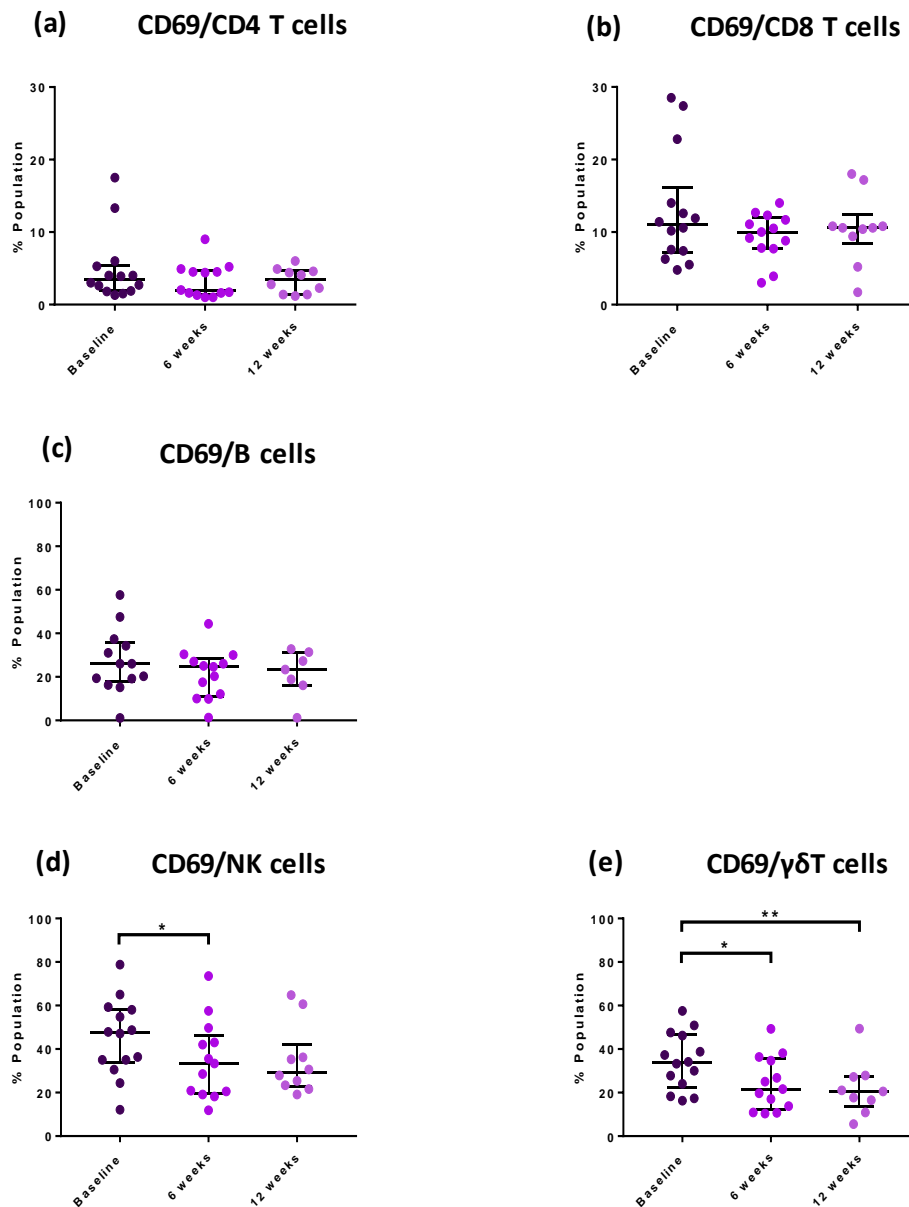 (a) CD69/CD4 T cells
% Population
30
20
10
0
Baseline
6 weeks
12 weeks
(b) CD69/CD8 T cells
% Population
30
20
10
0
Baseline
6 weeks
12 weeks
(c) CD69/B cells
% Population
100
80
60
40
20
0
Baseline
6 weeks
12 weeks
(d) CD69/NK cells
% Population
100
80
60
40
20
0
*
Baseline
6 weeks
12 weeks
(e) CD69/γδT cells
% Population
100
80
60
40
20
0
**
*
Baseline
6 weeks
12 weeks